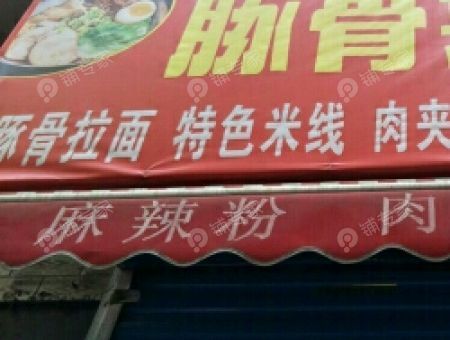 豚骨
豚骨拉面 特色米线 肉夹
麻辣粉 肉